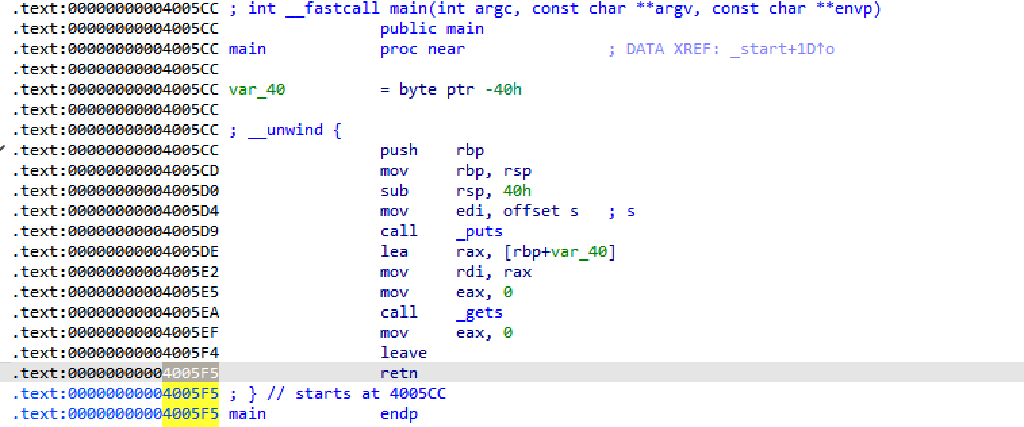 .text:00000000004005CC ; int __fastcall main(int argc, const char **argv, const char **envp)
.text:00000000004005CC public main
.text:00000000004005CC main proc near ; DATA XREF: _start+1D↑o
.text:00000000004005CC
.text:00000000004005CC var_40 = byte ptr -40h
.text:00000000004005CC
.text:00000000004005CC ; __unwind {
.text:00000000004005CC push rbp
.text:00000000004005CD mov rbp, rsp
.text:00000000004005D0 sub rsp, 40h
.text:00000000004005D4 mov edi, offset s ; s
.text:00000000004005D9 call _puts
.text:00000000004005DE lea rax, [rbp+var_40]
.text:00000000004005E2 mov rdi, rax
.text:00000000004005E5 mov eax, 0
.text:00000000004005EA call _gets
.text:00000000004005EF mov eax, 0
.text:00000000004005F4 leave
.text:00000000004005F5 retn
.text:00000000004005F5 ; } // starts at 4005CC
.text:00000000004005F5 main endp